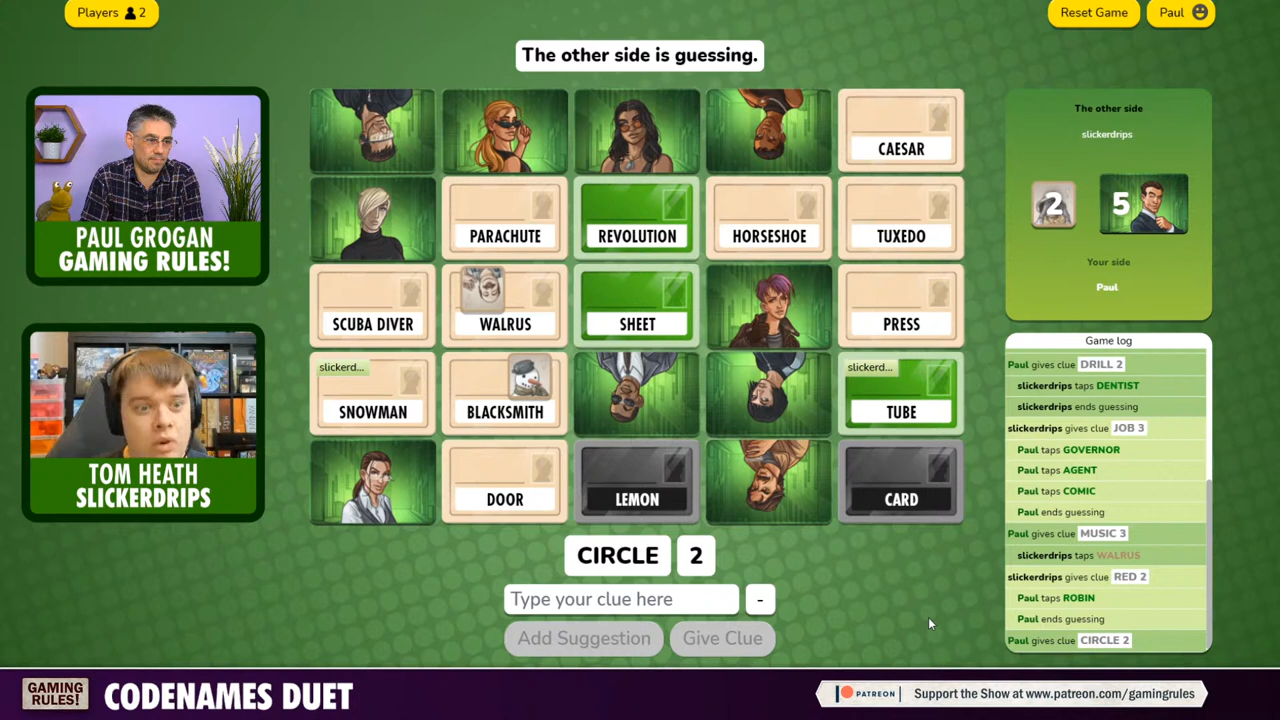 Players 2
Reset Game
Paul
The other side is guessing.
CAESAR
PARACHUTE
REVOLUTION
HORSESHOE
TUXEDO
SCUBA DIVER
WALRUS
SHEET
PRESS
slickerd...
SNOWMAN
BLACKSMITH
slickerd...
TUBE
DOOR
LEMON
CARD
PAUL GROGAN
GAMING RULES!
TOM HEATH
SLICKERDRIPS
CIRCLE 2
Type your clue here -
Add Suggestion
Give Clue
The other side
slickerdrips
2 5
Your side
Paul
Game log
Paul gives clue DRILL 2
slickerdrips taps DENTIST
slickerdrips ends guessing
slickerdrips gives clue JOB 3
Paul taps GOVERNOR
Paul taps AGENT
Paul taps COMIC
Paul ends guessing
Paul gives clue MUSIC 3
slickerdrips taps WALRUS
slickerdrips gives clue RED 2
Paul taps ROBIN
Paul ends guessing
Paul gives clue CIRCLE 2
GAMING
RULES!
CODENAMES DUET
PATREON
Support the Show at www.patreon.com/gamingrules